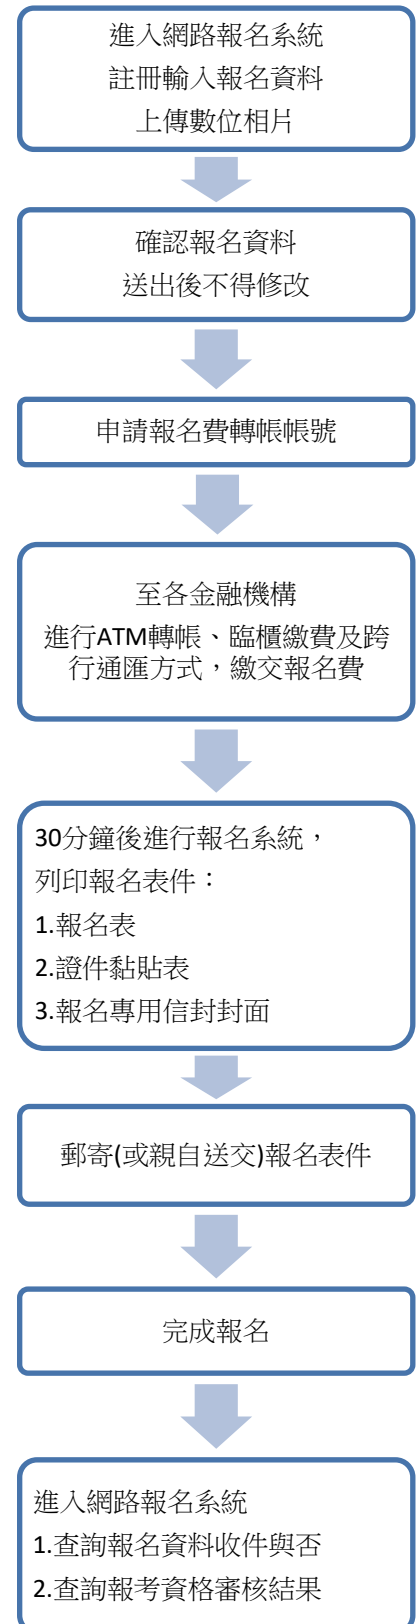 進入網路報名系統
註冊輸入報名資料
上傳數位相片
確認報名資料
送出後不得修改
申請報名費轉帳帳號
至各金融機構
進行ATM轉帳、臨櫃繳費及跨
行通匯方式，繳交報名費
30分鐘後進行報名系統，
列印報名表件：
1.報名表
2.證件黏貼表
3.報名專用信封封面
郵寄(或親自送交)報名表件
完成報名
進入網路報名系統
1.查詢報名資料收件與否
2.查詢報考資格審核結果